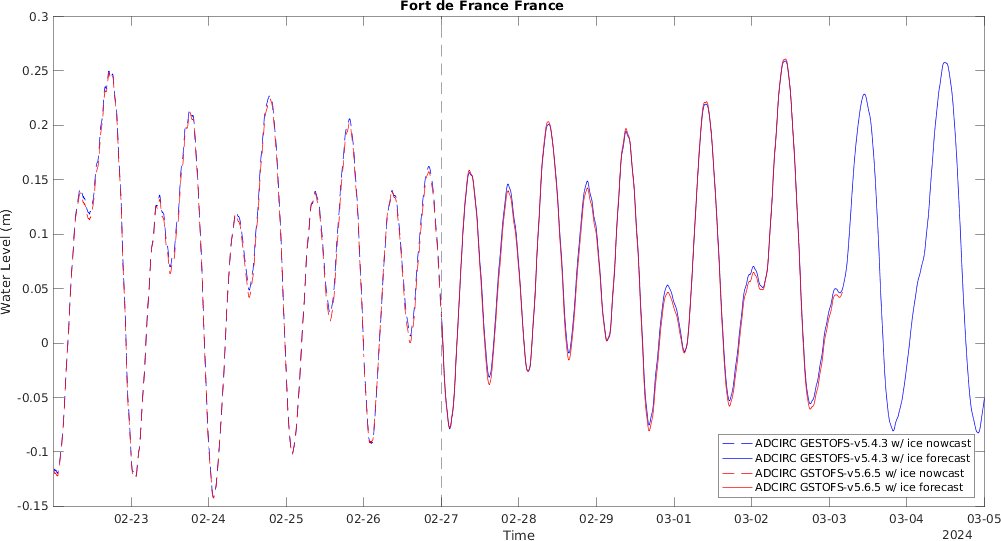 Fort de France France
Water Level (m)
0.3
0.25
0.2
0.15
0.1
0.05
0
-0.05
-0.1
-0.15
ADCIRC GESTOFS-v5.4.3 w/ ice nowcast
ADCIRC GESTOFS-v5.4.3 w/ ice forecast
ADCIRC GSTOFS-v5.6.5 w/ ice nowcast
ADCIRC GSTOFS-v5.6.5 w/ ice forecast
02-23 02-24 02-25 02-26 02-27 02-28 02-29 03-01 03-02 03-03 03-04 03-05
Time
2024